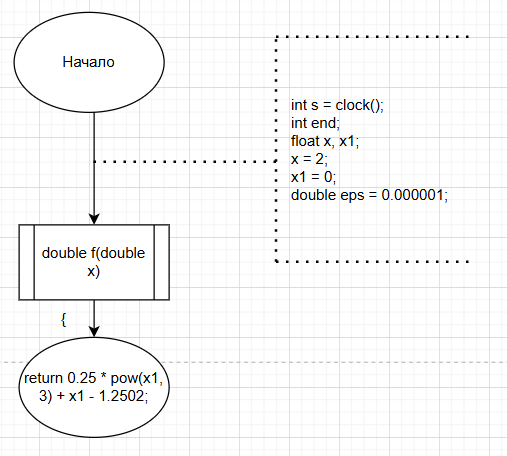 Начало
int s = clock();
int end;
float x, x1;
x = 2;
x1 = 0;
double eps = 0.000001;
double f(double
x)
{
return 0.25 * pow(x1,
3) + x1 - 1.2502;